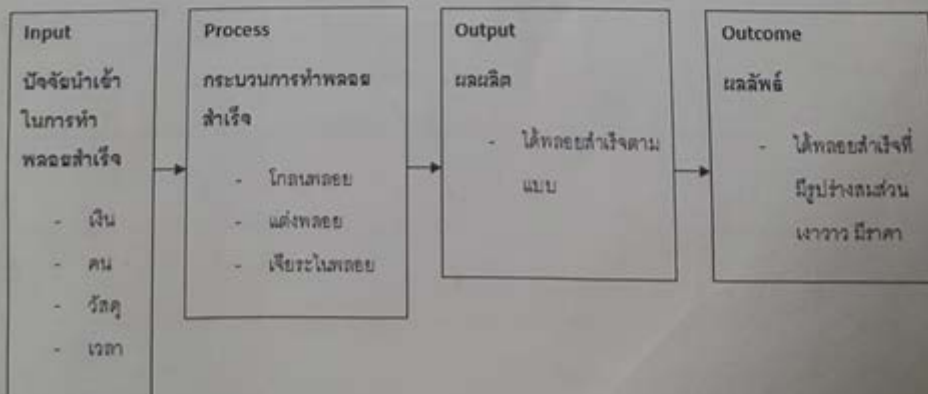 Input
ปัจจัยนำเข้า
ในการทำ
พลอยสำเร็จ
- เงิน
- คน
- วัสดุ
- เวลา
Process
กระบวนการทำพลอย
สำเร็จ
- โกลนพลอย
- แต่งพลอย
- เจียระไนพลอย
Output
ผลผลิต
- ได้พลอยสำเร็จตาม
แบบ
Outcome
ผลลัพธ์
- ได้พลอยสำเร็จที่
มีรูปร่างสมส่วน
เงาวาว มีราคา